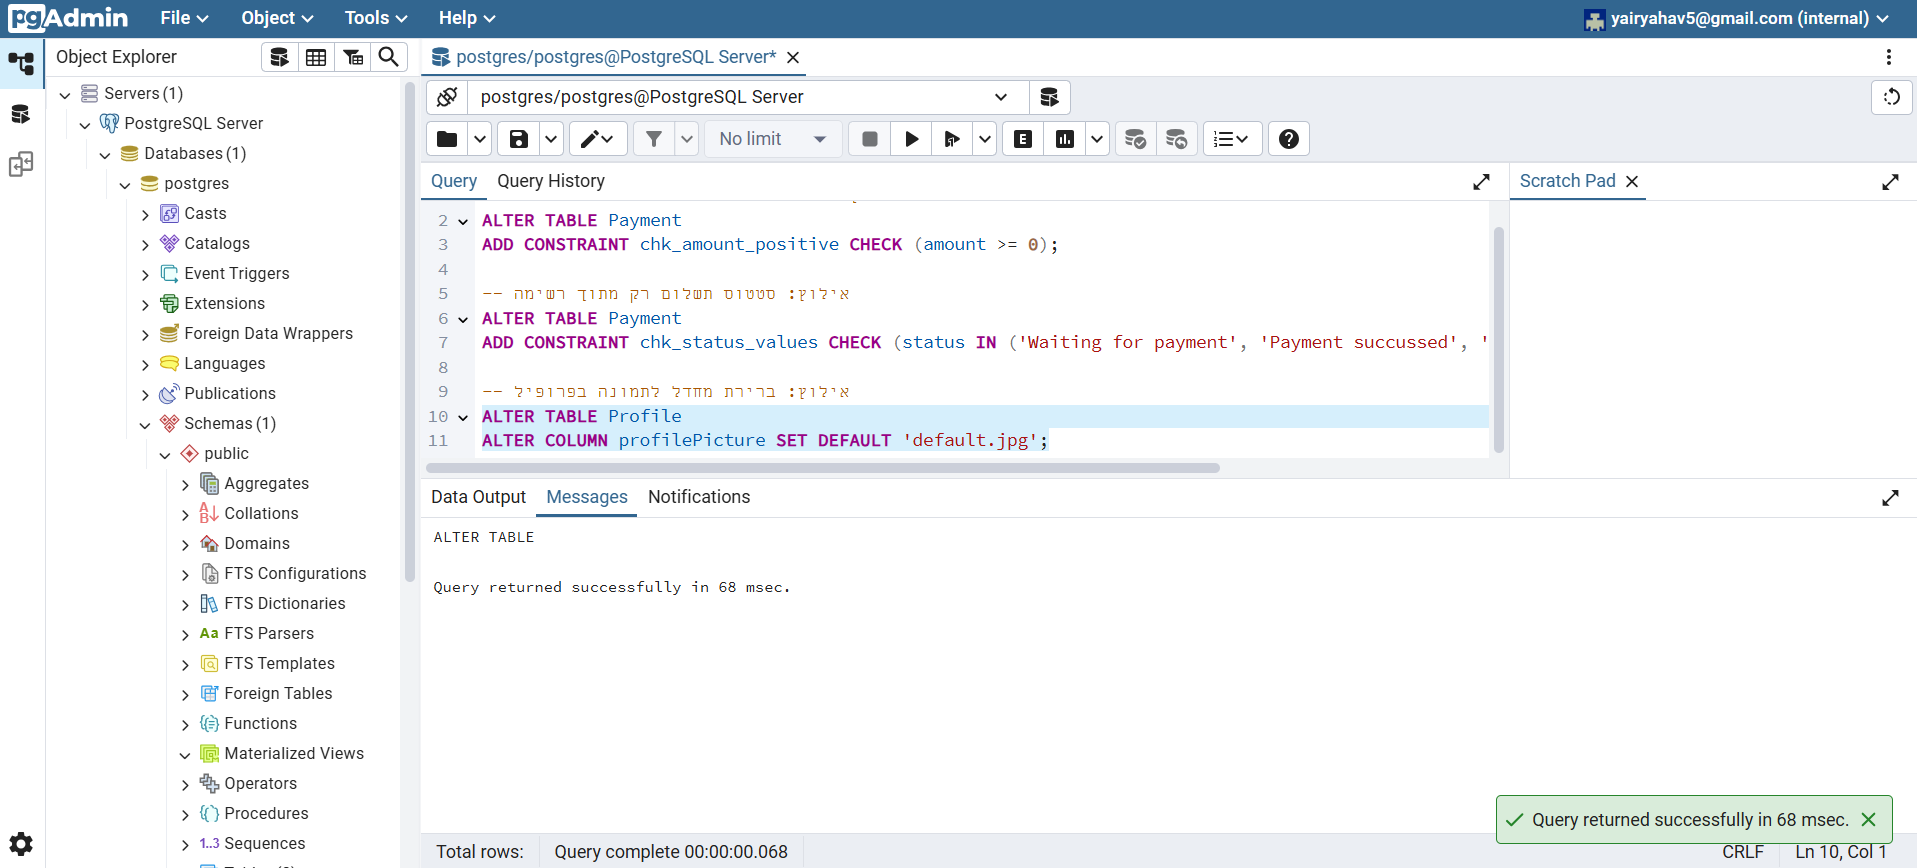 pgAdmin File Object Tools Help yairyahav5@gmail.com (internal)
Object Explorer
postgres/postgres@PostgreSQL Server*
Servers (1)
PostgreSQL Server
Databases (1)
postgres
Casts
Catalogs
Event Triggers
Extensions
Foreign Data Wrappers
Languages
Publications
Schemas (1)
public
Aggregates
Collations
Domains
FTS Configurations
FTS Dictionaries
Aa FTS Parsers
FTS Templates
Foreign Tables
Functions
Materialized Views
Operators
Procedures
1..3 Sequences
postgres/postgres@PostgreSQL Server
No limit
E
Query Query History
Scratch Pad
2 ALTER TABLE Payment
3 ADD CONSTRAINT chk_amount_positive CHECK (amount >= 0);
4
5 -- אילוץ: סטטוס תשלום רק מתוך רשימה
6 ALTER TABLE Payment
7 ADD CONSTRAINT chk_status_values CHECK (status IN ('Waiting for payment', 'Payment succussed', '
8
9 -- אילוץ: ברירת מחדל לתמונה בפרופיל
10 ALTER TABLE Profile
11 ALTER COLUMN profilePicture SET DEFAULT 'default.jpg';
Data Output Messages Notifications
ALTER TABLE
Query returned successfully in 68 msec.
Query returned successfully in 68 msec.
Total rows: Query complete 00:00:00.068 CRLF Ln 10, Col 1